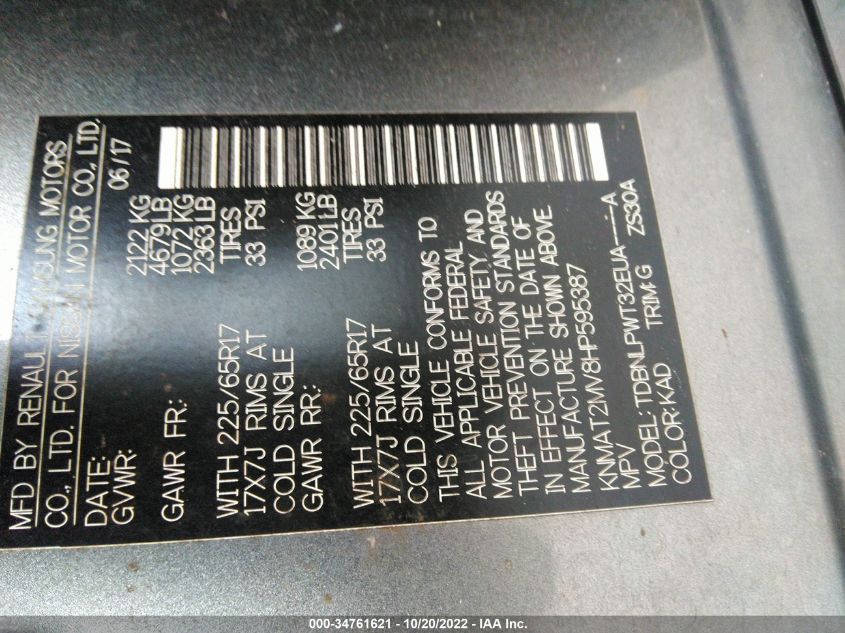 MFD BY RENAULT SAMSUNG MOTORS
CO., LTD. FOR NISSAN MOTOR CO., LTD.
DATE: 06/17
GVWR: 2122 KG
4679 LB
GAWR FR: 1072 KG
2363 LB
WITH 225/65R17 TIRES
17X7J RIMS AT 33 PSI
COLD SINGLE
GAWR RR: 1089 KG
2401 LB
WITH 225/65R17 TIRES
17X7J RIMS AT 33 PSI
COLD SINGLE
THIS VEHICLE CONFORMS TO
ALL APPLICABLE FEDERAL
MOTOR VEHICLE SAFETY AND
THEFT PREVENTION STANDARDS
IN EFFECT ON THE DATE OF
MANUFACTURE SHOWN ABOVE
KNMAT2MV8HP595387
MPV
MODEL: TDBNLPWT32EUA----A
COLOR: KAD TRIM: G ZS30A
000-34761621 - 10/20/2022 - IAA Inc.